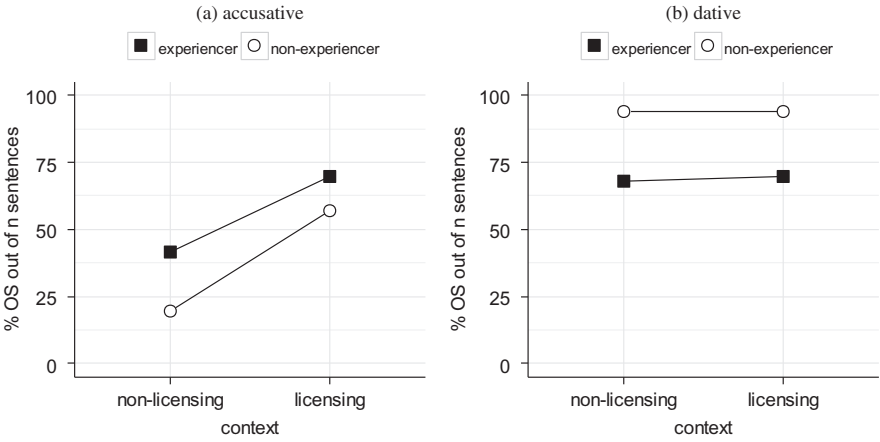 (a) accusative
experiencer non-experiencer
100
75
50
25
0
% OS out of n sentences
non-licensing licensing
context
(b) dative
experiencer non-experiencer
100
75
50
25
0
% OS out of n sentences
non-licensing licensing
context